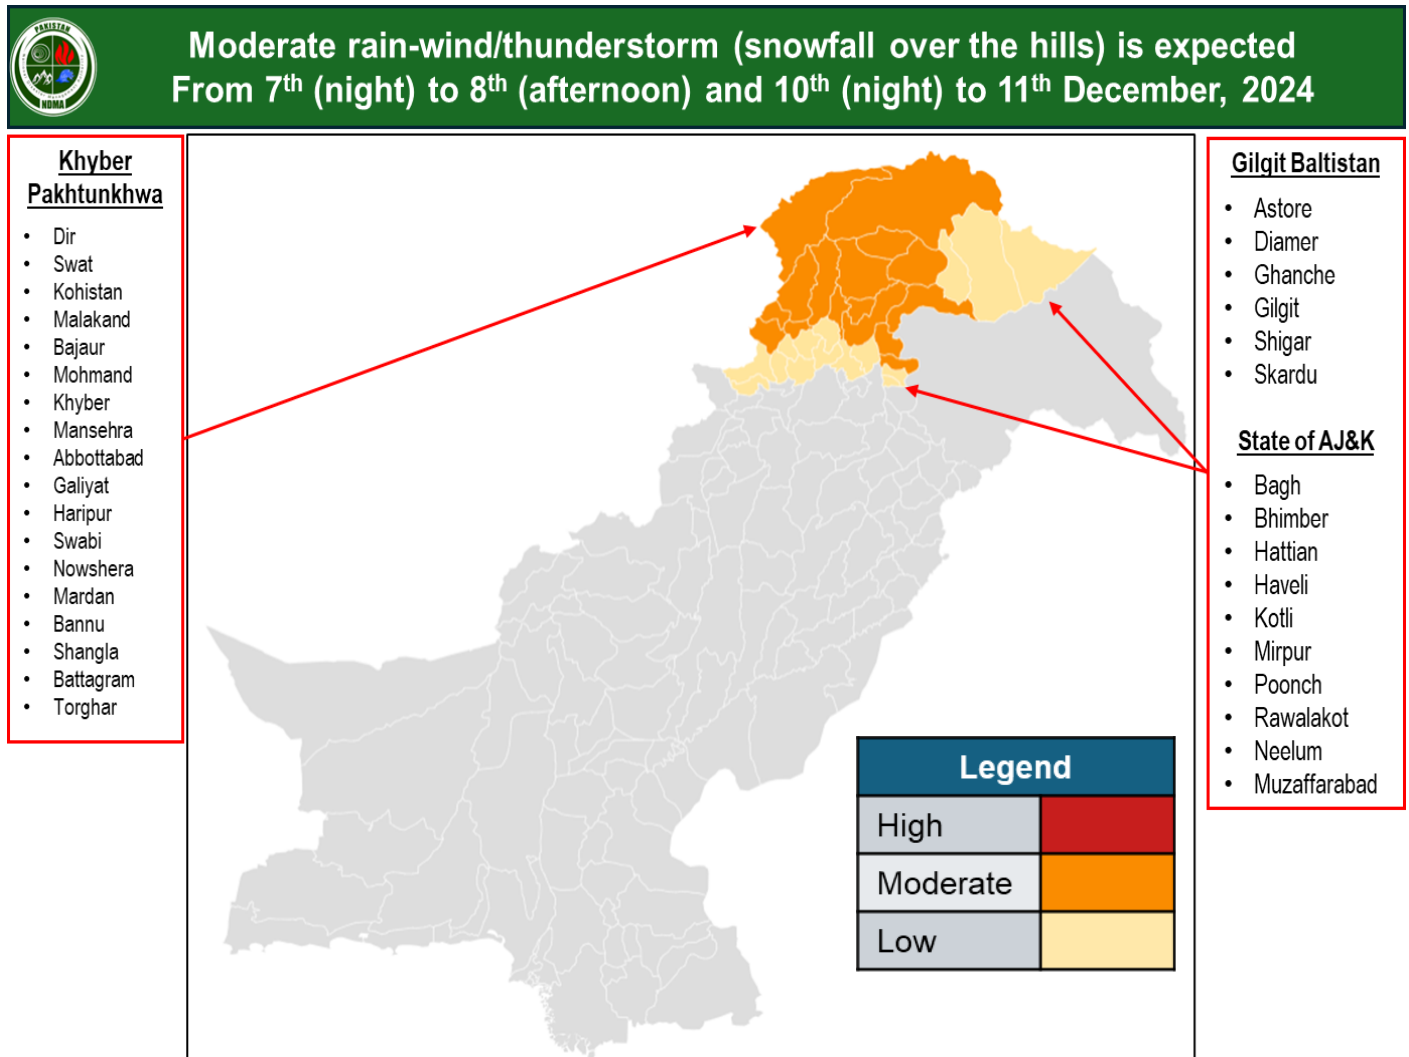 PAKISTAN
NDMA
Moderate rain-wind/thunderstorm (snowfall over the hills) is expected
From 7th (night) to 8th (afternoon) and 10th (night) to 11th December, 2024
Khyber
Pakhtunkhwa
• Dir
• Swat
• Kohistan
• Malakand
• Bajaur
• Mohmand
• Khyber
• Mansehra
• Abbottabad
• Galiyat
• Haripur
• Swabi
• Nowshera
• Mardan
• Bannu
• Shangla
• Battagram
• Torghar
Gilgit Baltistan
• Astore
• Diamer
• Ghanche
• Gilgit
• Shigar
• Skardu
State of AJ&K
• Bagh
• Bhimber
• Hattian
• Haveli
• Kotli
• Mirpur
• Poonch
• Rawalakot
• Neelum
• Muzaffarabad
Legend
High
Moderate
Low